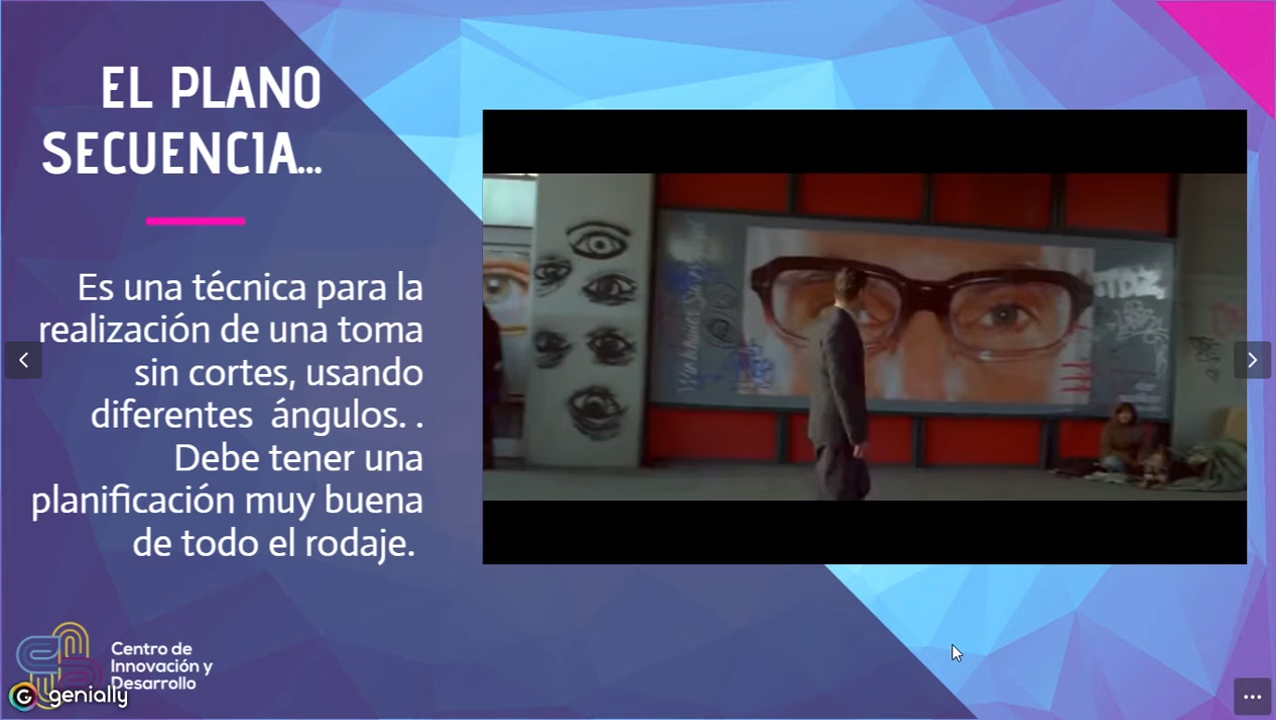 EL PLANO
SECUENCIA...
Es una técnica para la
realización de una toma
sin cortes, usando
diferentes ángulos. .
Debe tener una
planificación muy buena
de todo el rodaje.
Centro de
Innovación y
Desarrollo
genially